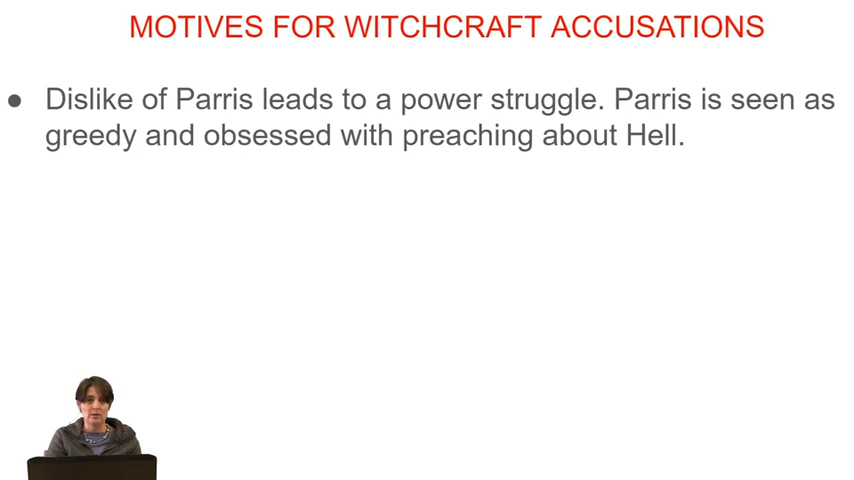 MOTIVES FOR WITCHCRAFT ACCUSATIONS
● Dislike of Parris leads to a power struggle. Parris is seen as
greedy and obsessed with preaching about Hell.